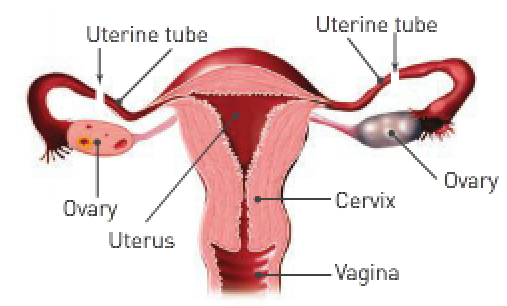 Uterine tube
Uterine tube
Ovary
Ovary
Uterus
Cervix
Vagina